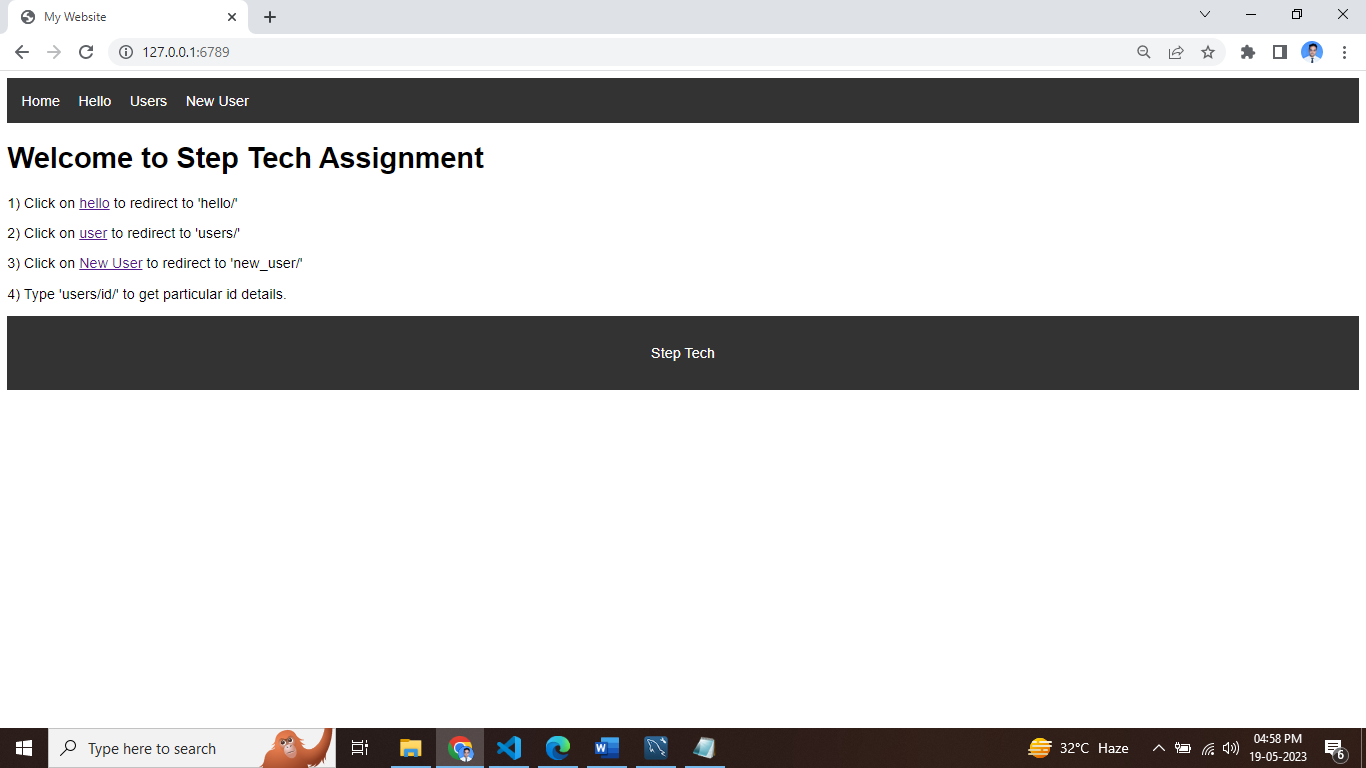 My Website
127.0.0.1:6789
Home Hello Users New User
Welcome to Step Tech Assignment
1) Click on hello to redirect to 'hello/'
2) Click on user to redirect to 'users/'
3) Click on New User to redirect to 'new_user/'
4) Type 'users/id/' to get particular id details.
Step Tech
Type here to search
32°C Haze
04:58 PM
19-05-2023
6